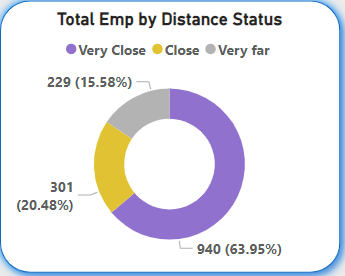 Total Emp by Distance Status
Very Close Close Very far
229 (15.58%)
301
(20.48%)
940 (63.95%)